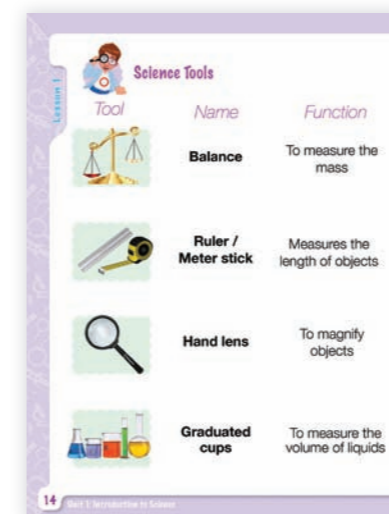 Lesson 1
Science Tools
Tool Name Function
Balance
To measure the
mass
Ruler /
Meter stick
Measures the
length of objects
Hand lens
To magnify
objects
Graduated
cups
To measure the
volume of liquids
14 Unit 1: Introduction to Science